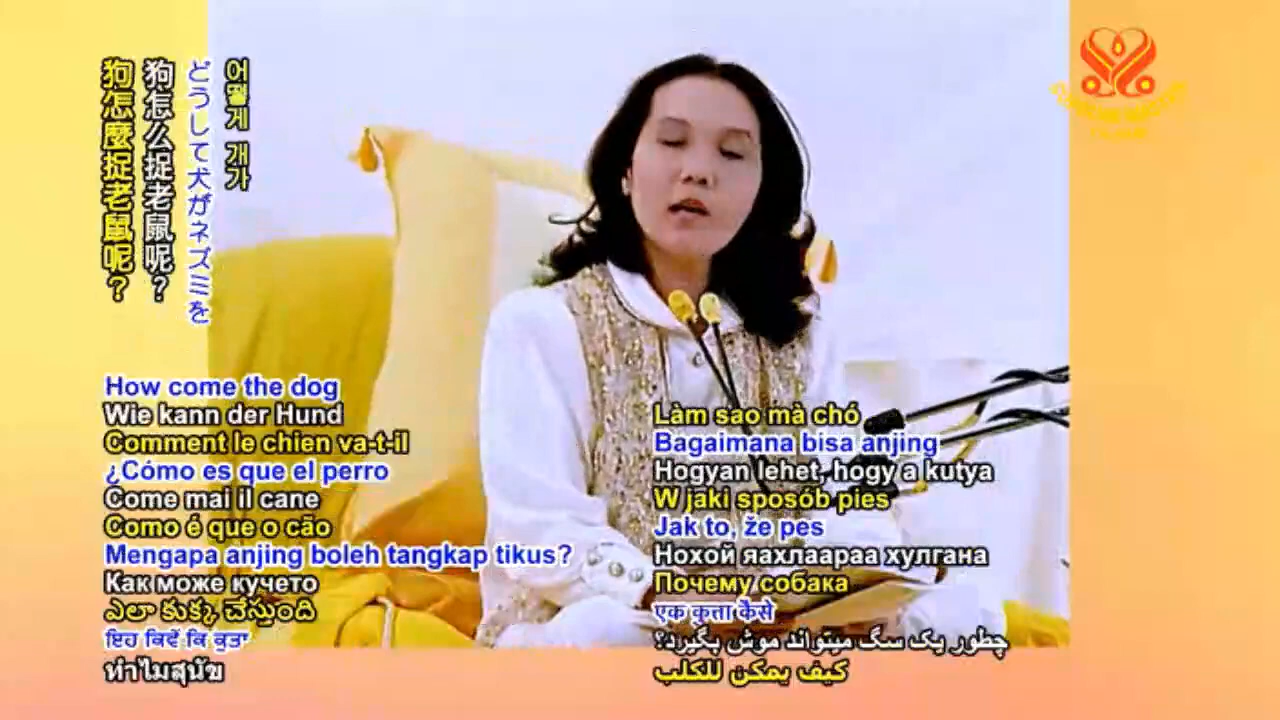 어떻게 개가
どうして犬がネズミを
狗怎么捉老鼠呢？
狗怎麼捉老鼠呢？
How come the dog
Wie kann der Hund
Comment le chien va-t-il
¿Cómo es que el perro
Come mai il cane
Como é que o cão
Mengapa anjing boleh tangkap tikus?
Как може кучето
ఎలా కుక్క చేస్తుంది
ਇਹ ਕਿਵੇਂ ਕਿ ਕੁਤਾ
ทำไมสุนัข
Làm sao mà chó
Bagaimana bisa anjing
Hogyan lehet, hogy a kutya
W jaki sposób pies
Jak to, že pes
Нохой яахлаараа хулгана
Почему собака
एक कुत्ता कैसे
چطور یک سگ میتواند موش بگیرد؟
كيف يمكن للكلب